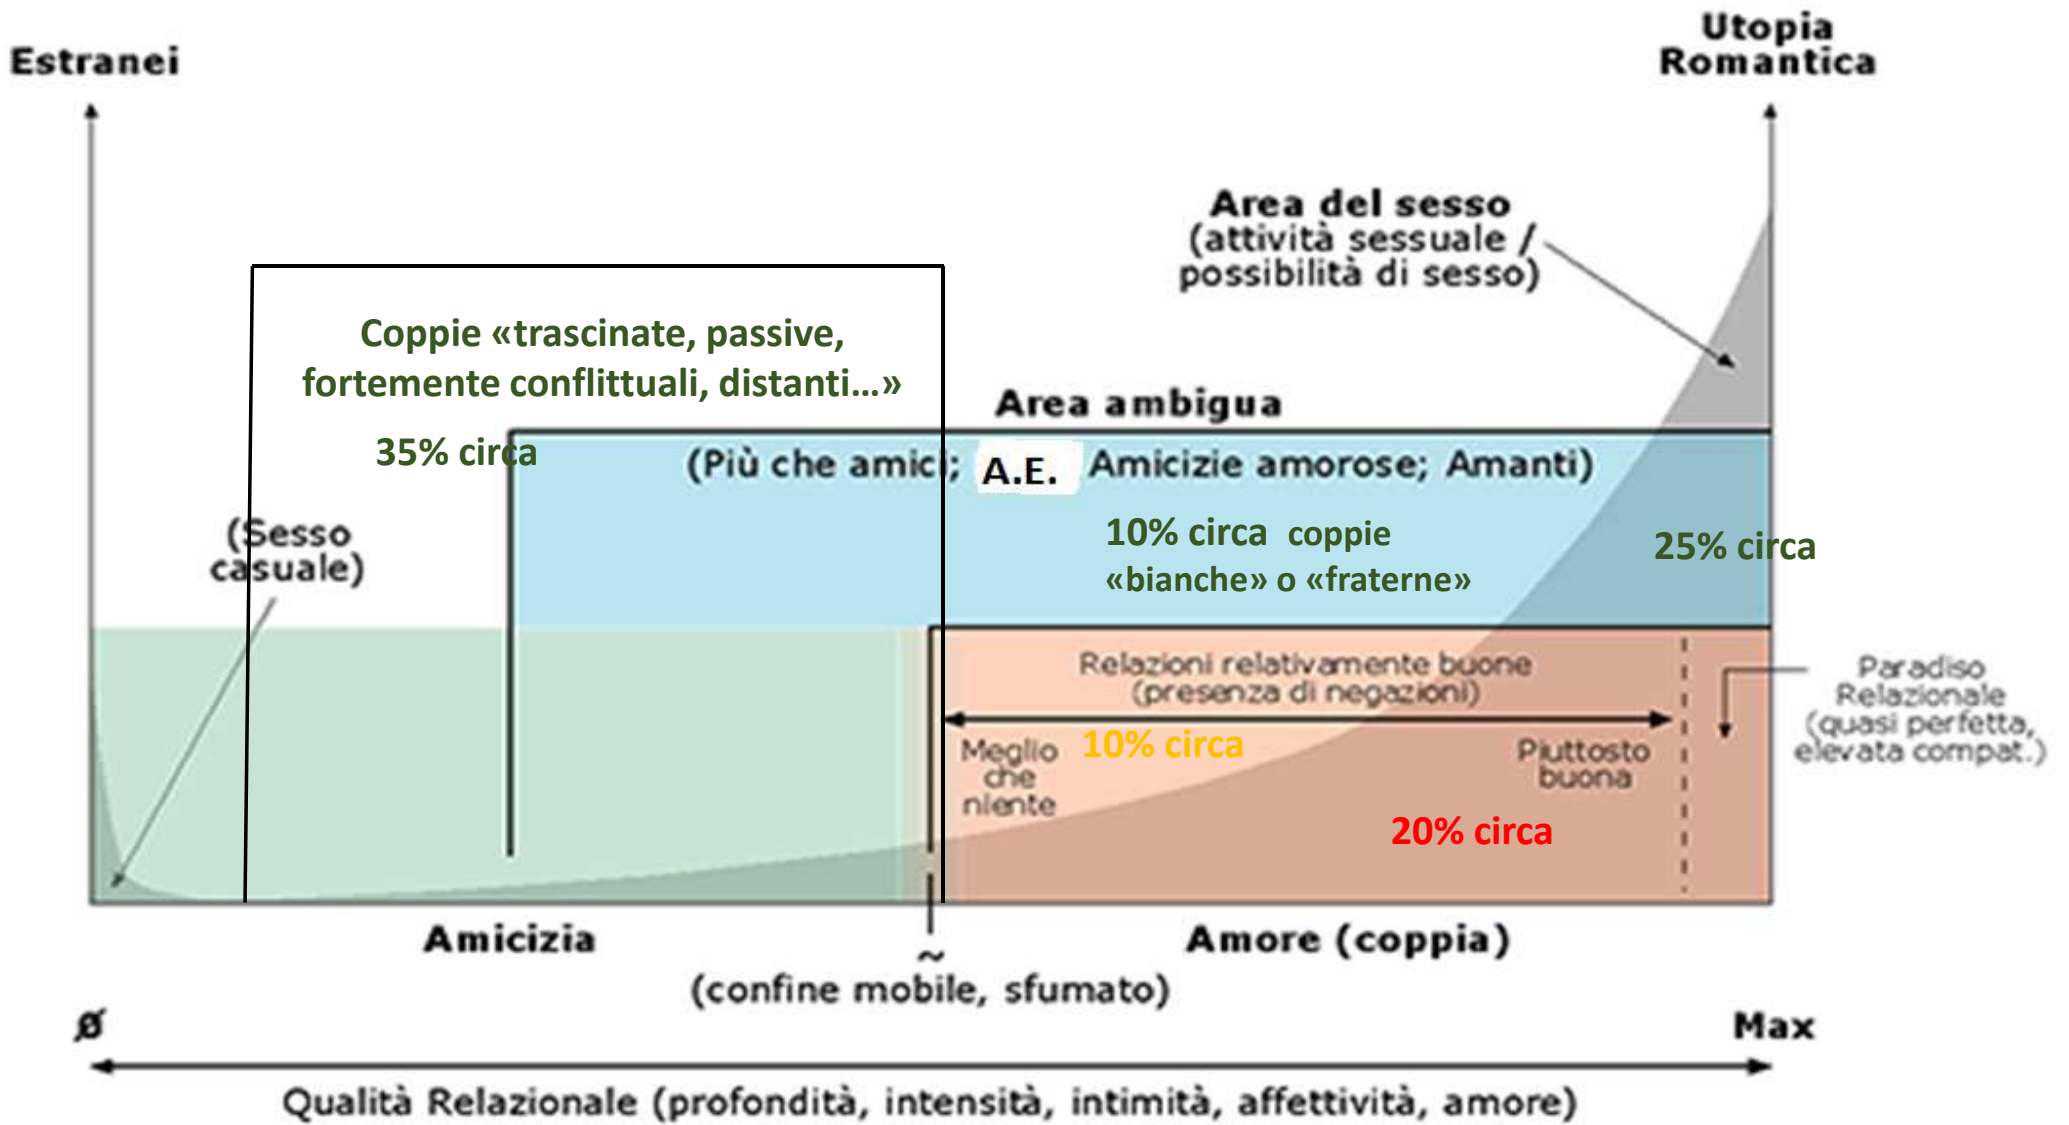 Utopia
Romantica
Estranei
Area del sesso
(attività sessuale /
possibilità di sesso)
Coppie «trascinate, passive,
fortemente conflittuali, distanti…»
35% circa
Area ambigua
(Più che amici; A.E. Amicizie amorose; Amanti)
10% circa coppie
«bianche» o «fraterne»
25% circa
(Sesso
casuale)
Relazioni relativamente buone
(presenza di negazioni)
10% circa
Meglio
che
niente
Piuttosto
buona
20% circa
Paradiso
Relazionale
(quasi perfetta,
elevata compat.)
Amicizia
Amore (coppia)
~
(confine mobile, sfumato)
Ø
Max
Qualità Relazionale (profondità, intensità, intimità, affettività, amore)